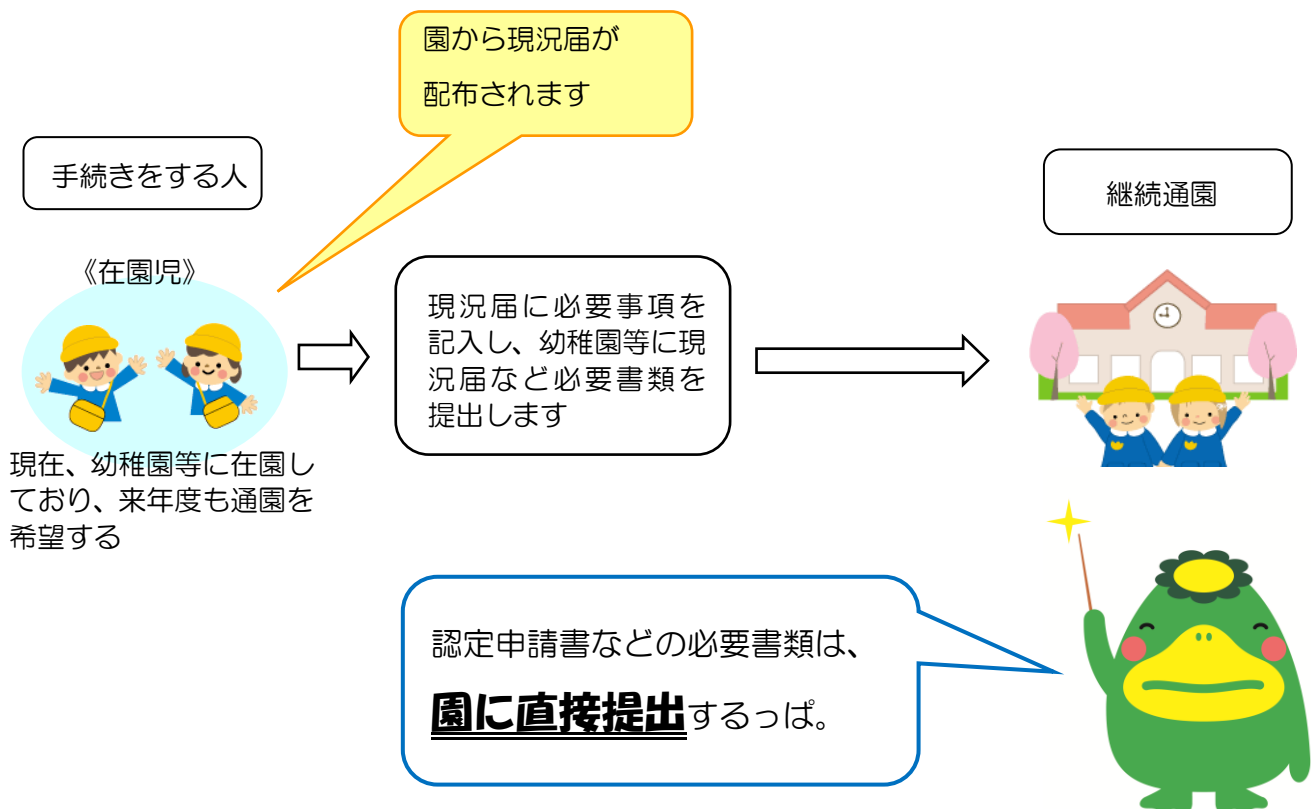 園から現況届が
配布されます
手続きをする人
継続通園
《在園児》
現況届に必要事項を
記入し、幼稚園等に現
況届など必要書類を
提出します
現在、幼稚園等に在園し
ており、来年度も通園を
希望する
認定申請書などの必要書類は、
園に直接提出するっぱ。